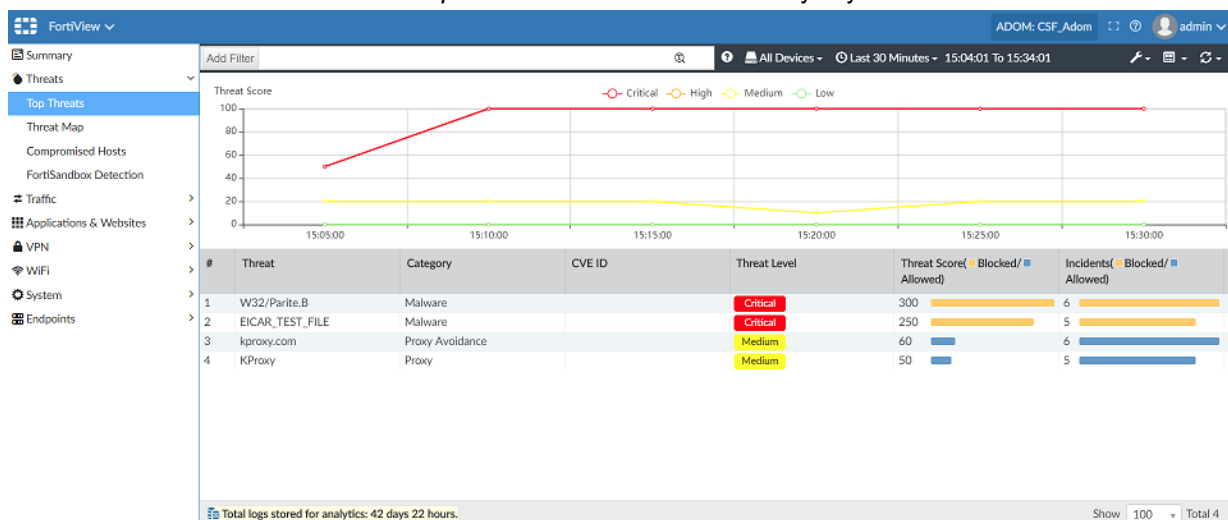 FortiView
ADOM: CSF_Adom
admin
Summary
Threats
Top Threats
Threat Map
Compromised Hosts
FortiSandbox Detection
Traffic
Applications & Websites
VPN
WiFi
System
Endpoints
Add Filter
All Devices
Last 30 Minutes 15:04:01 To 15:34:01
Threat Score
Critical High Medium Low
100
80
60
40
20
0
15:05:00 15:10:00 15:15:00 15:20:00 15:25:00 15:30:00
# Threat Category CVE ID Threat Level Threat Score( Blocked/ Allowed) Incidents( Blocked/ Allowed)
1 W32/Parite.B Malware Critical 300 6
2 EICAR_TEST_FILE Malware Critical 250 5
3 kproxy.com Proxy Avoidance Medium 60 6
4 KProxy Proxy Medium 50 5
Total logs stored for analytics: 42 days 22 hours.
Show 100 Total 4